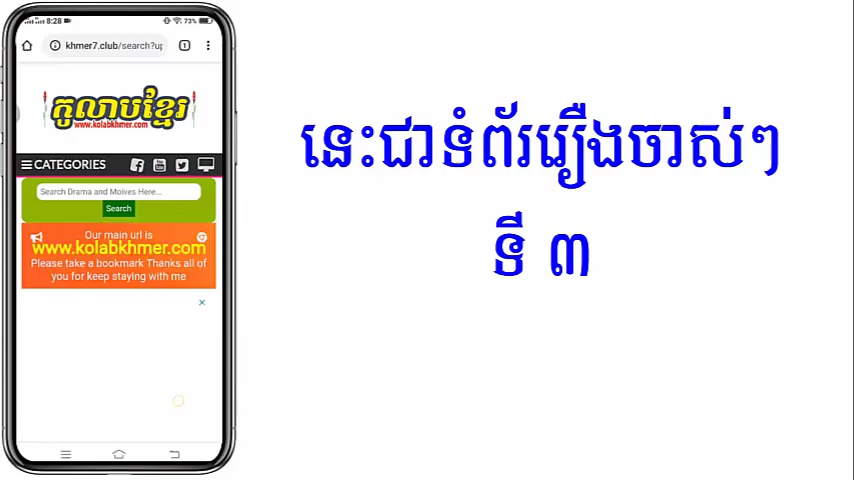 8:28
73%
khmer7.club/search?up
1
កូលាបខ្មែរ
www.kolabkhmer.com
CATEGORIES
Search Drama and Moives Here...
Search
Our main url is
www.kolabkhmer.com
Please take a bookmark Thanks all of
you for keep staying with me
នេះជាទំព័ររឿងចាស់ៗ
ទី ៣